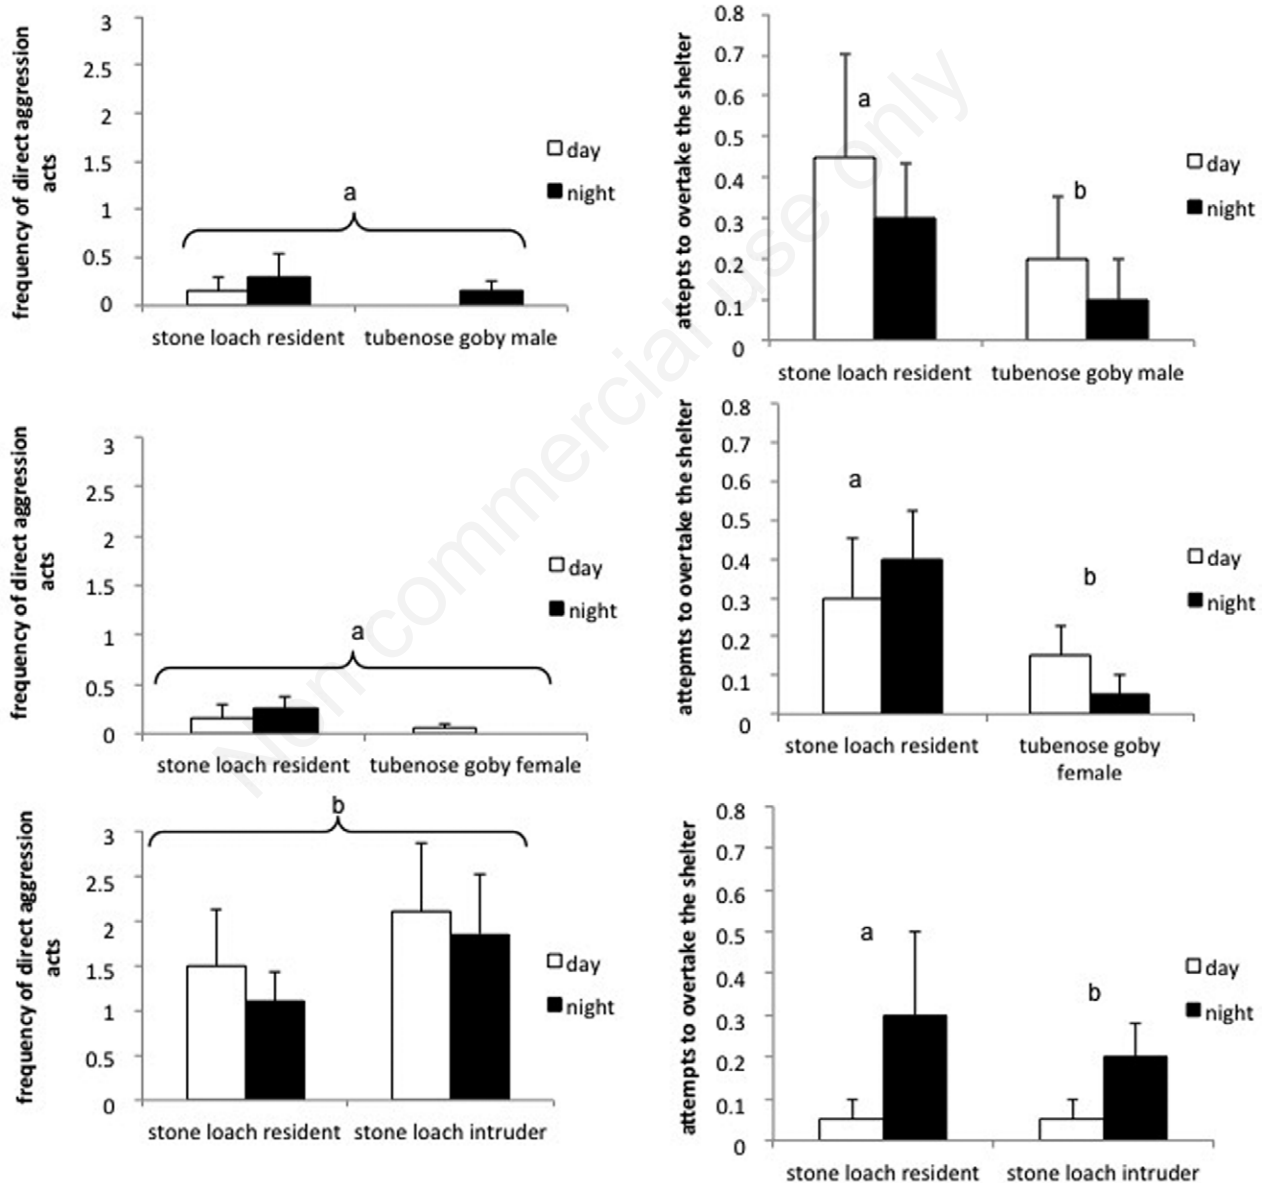 frequency of direct aggression
acts
3
2.5
2
1.5
1
0.5
0
a
day
night
stone loach resident
tubenose goby male
attepts to overtake the shelter
0.8
0.7
0.6
0.5
0.4
0.3
0.2
0.1
0
a
b
day
night
stone loach resident
tubenose goby male
frequency of direct aggression
acts
3
2.5
2
1.5
1
0.5
0
a
day
night
stone loach resident
tubenose goby female
attepmts to overtake the shelter
0.8
0.7
0.6
0.5
0.4
0.3
0.2
0.1
0
a
b
day
night
stone loach resident
tubenose goby
female
frequency of direct aggression
acts
3
2.5
2
1.5
1
0.5
0
b
day
night
stone loach resident
stone loach intruder
attempts to overtake the shelter
0.8
0.7
0.6
0.5
0.4
0.3
0.2
0.1
0
a
b
day
night
stone loach resident
stone loach intruder
Non commercial use only